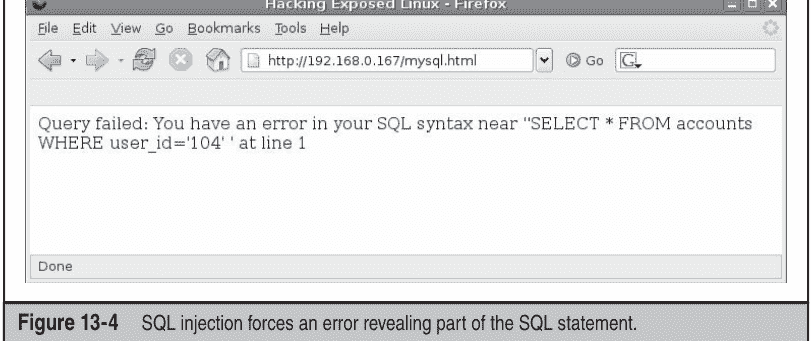 Hacking Exposed Linux - Firefox
File Edit View Go Bookmarks Tools Help
http://192.168.0.167/mysql.html Go G
Query failed: You have an error in your SQL syntax near "SELECT * FROM accounts
WHERE user_id='104' ' at line 1
Done
Figure 13-4 SQL injection forces an error revealing part of the SQL statement.